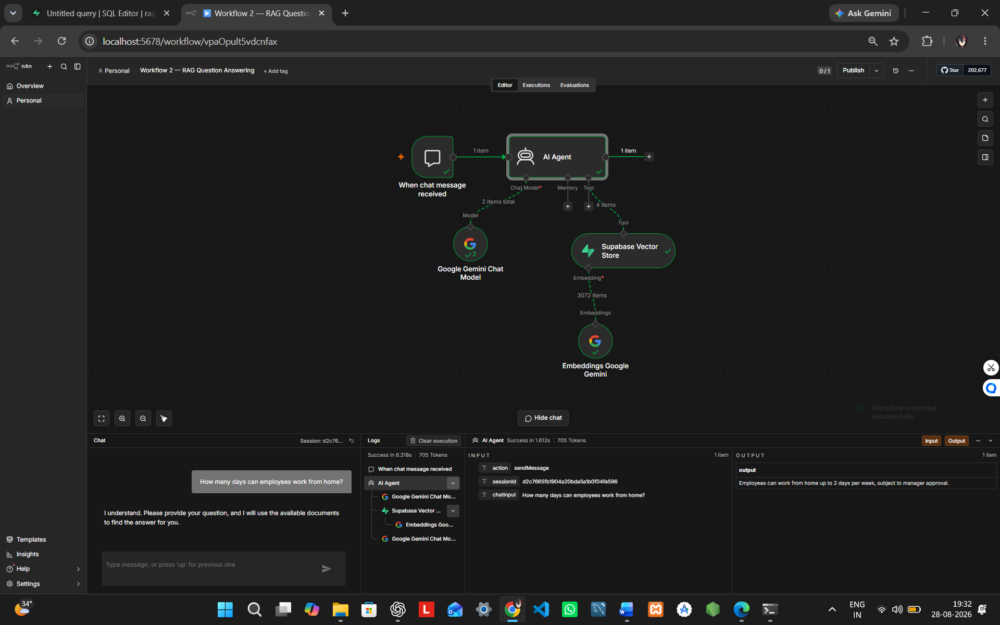 Untitled query | SQL Editor | rag
Workflow 2 — RAG Questio
Ask Gemini
localhost:5678/workflow/vpaOpuIt5vdcnfax
n8n
Personal
Workflow 2 — RAG Question Answering
+ Add tag
0 / 1
Publish
Star
202,677
Overview
Personal
Editor
Executions
Evaluations
1 item
AI Agent
1 item
When chat message
received
Chat Model*
Memory
Tool
2 items total
4 items
Model
Tool
2
Google Gemini Chat
Model
Supabase Vector
Store
Embedding*
3072 items
Embeddings
Embeddings Google
Gemini
Workflow executed
successfully
Hide chat
Chat
Session: d2c76...
How many days can employees work from home?
I understand. Please provide your question, and I will use the available documents
to find the answer for you.
Type message, or press 'up' for previous one
Logs
Clear execution
Success in 6.318s
705 Tokens
When chat message received
AI Agent
Google Gemini Chat Mo...
Supabase Vector ...
Embeddings Goo...
Google Gemini Chat Mo...
AI Agent
Success in 1.612s
705 Tokens
Input
Output
INPUT
1 item
T action sendMessage
T sessionId d2c7665fb1904a20bda5a1b0f04fe596
T chatInput How many days can employees work from home?
OUTPUT
1 item
output
Employees can work from home up to 2 days per week, subject to manager approval.
Templates
Insights
Help
Settings
34°
L
W
ENG
IN
19:32
28-08-2026